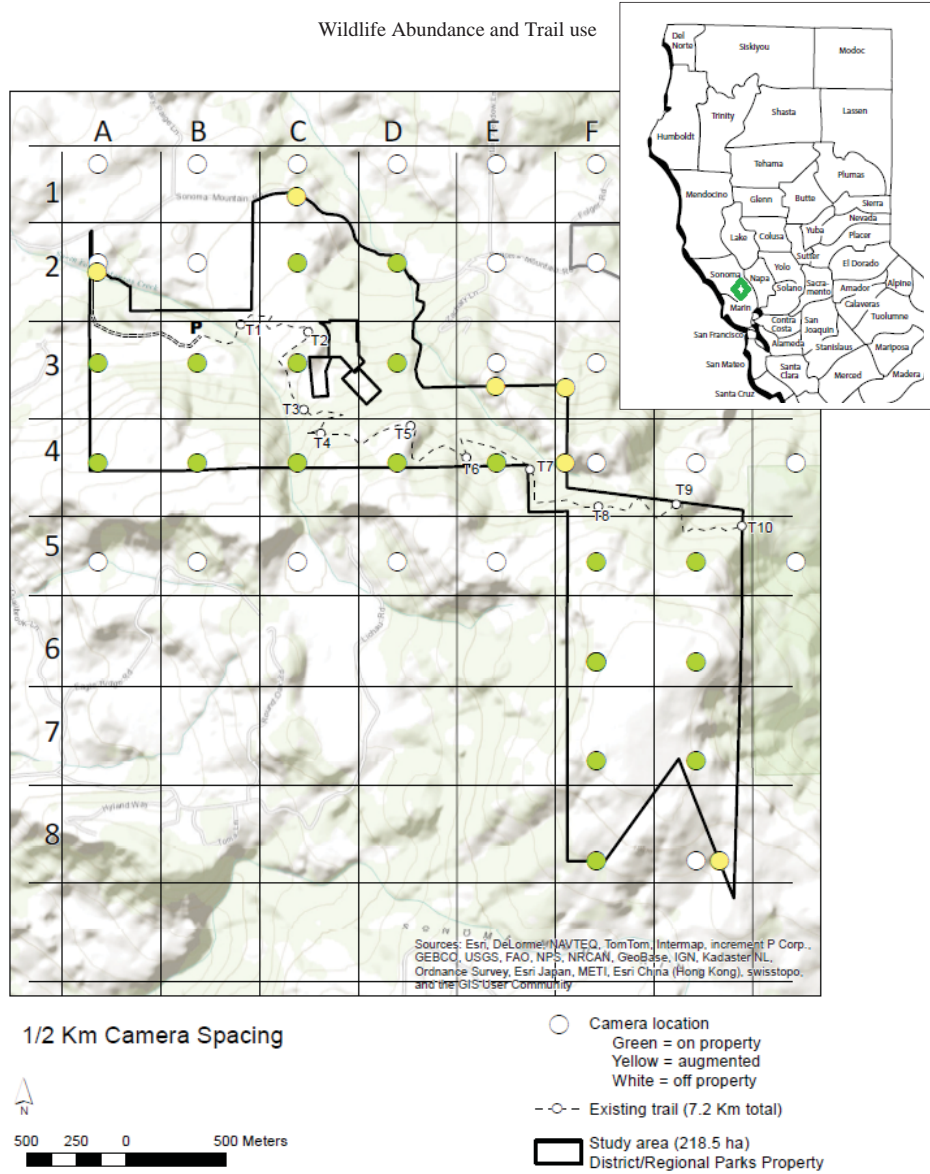 Wildlife Abundance and Trail use
Del Norte
Siskiyou
Modoc
Humboldt
Trinity
Shasta
Lassen
Tehama
Plumas
Mendocino
Glenn
Butte
Sierra
Nevada
Lake
Colusa
Yuba
Placer
Sutter
El Dorado
Sonoma
Napa
Yolo
Sacra-
mento
Alpine
Amador
Solano
Calaveras
Marin
Tuolumne
Contra
Costa
San
Joaquin
San Francisco
Alameda
Stanislaus
Mariposa
San Mateo
Santa
Clara
Merced
Madera
Santa Cruz
A B C D E F
1
Sonoma Mountain
2
P
T1
T2
3
T3
T4
T5
4
T6
T7
T8
T9
T10
5
6
7
Hyland Way
8
Sources: Esri, DeLorme, NAVTEQ, TomTom, Intermap, increment P Corp.,
GEBCO, USGS, FAO, NPS, NRCAN, GeoBase, IGN, Kadaster NL,
Ordnance Survey, Esri Japan, METI, Esri China (Hong Kong), swisstopo,
and the GIS User Community
1/2 Km Camera Spacing
N
500 250 0 500 Meters
Camera location
Green = on property
Yellow = augmented
White = off property
Existing trail (7.2 Km total)
Study area (218.5 ha)
District/Regional Parks Property